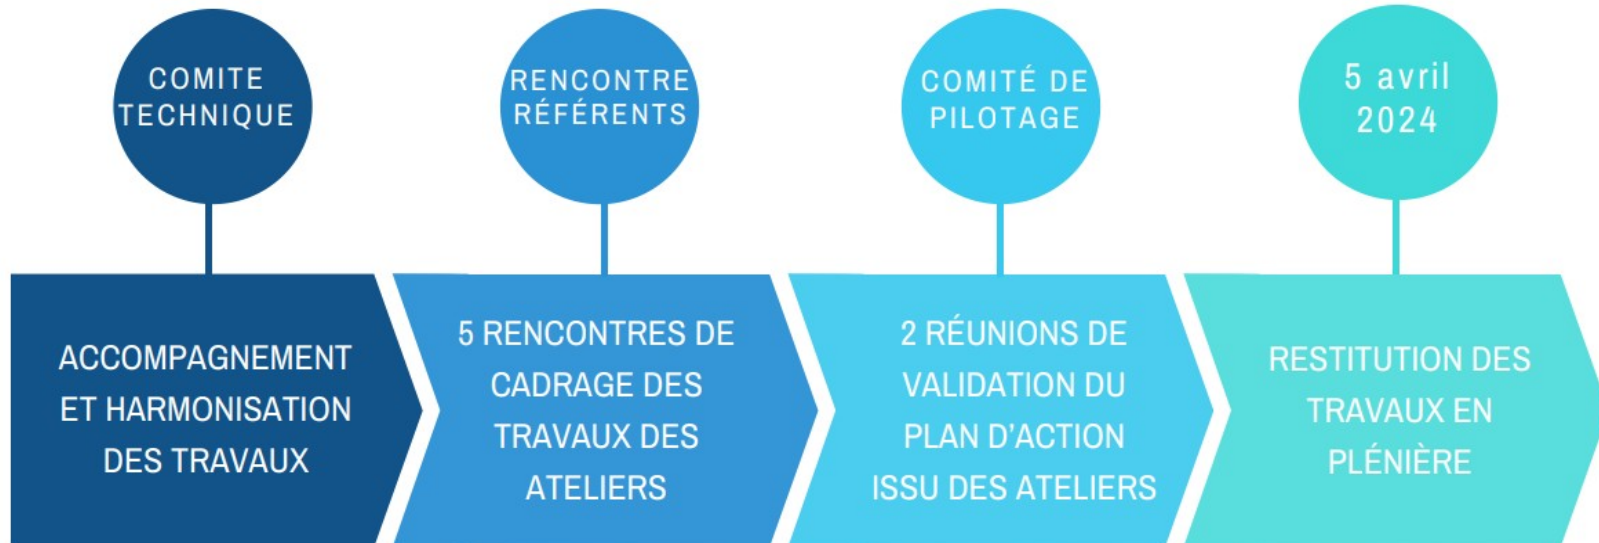 COMITE
TECHNIQUE
RENCONTRE
RÉFÉRENTS
COMITÉ DE
PILOTAGE
5 avril
2024
ACCOMPAGNEMENT
ET HARMONISATION
DES TRAVAUX
5 RENCONTRES DE
CADRAGE DES
TRAVAUX DES
ATELIERS
2 RÉUNIONS DE
VALIDATION DU
PLAN D’ACTION
ISSU DES ATELIERS
RESTITUTION DES
TRAVAUX EN
PLÉNIÈRE